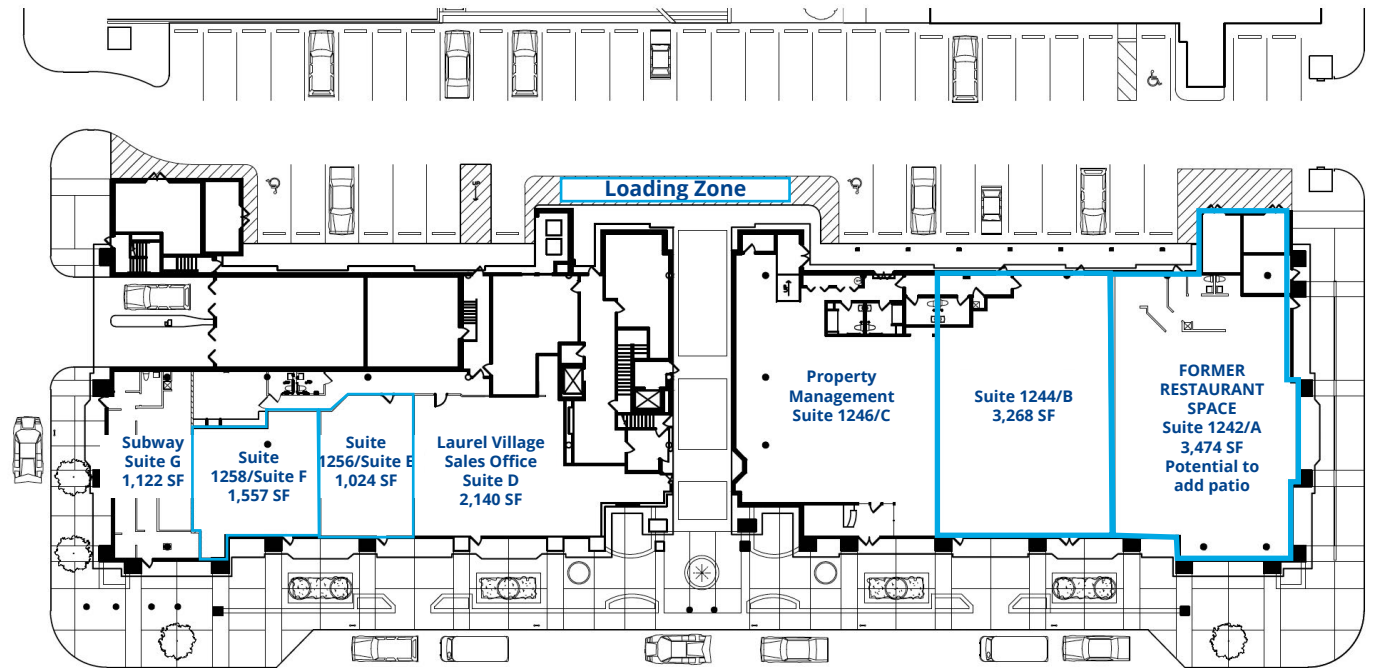 Loading Zone
Subway
Suite G
1,122 SF
Suite
1258/Suite F
1,557 SF
Suite
1256/Suite E
1,024 SF
Laurel Village
Sales Office
Suite D
2,140 SF
Property
Management
Suite 1246/C
Suite 1244/B
3,268 SF
FORMER
RESTAURANT
SPACE
Suite 1242/A
3,474 SF
Potential to
add patio